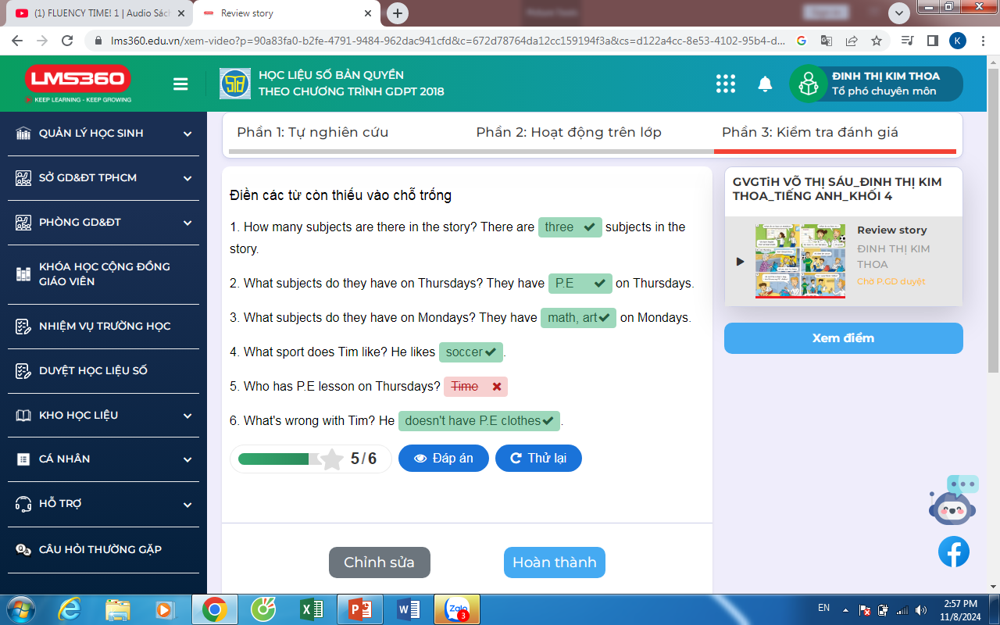 (1) FLUENCY TIME! 1 | Audio Sách
Review story
lms360.edu.vn/xem-video?p=90a83fa0-b2fe-4791-9484-962dac941cfd&c=672d78764da12cc159194f3a&cs=d122a4cc-8e53-4102-95b4-d...
K
LMS360
KEEP LEARNING - KEEP GROWING
HỌC LIỆU SỐ BẢN QUYỀN
THEO CHƯƠNG TRÌNH GDPT 2018
ĐINH THỊ KIM THOA
Tổ phó chuyên môn
QUẢN LÝ HỌC SINH
SỞ GD&ĐT TPHCM
PHÒNG GD&ĐT
KHÓA HỌC CỘNG ĐỒNG
GIÁO VIÊN
NHIỆM VỤ TRƯỜNG HỌC
DUYỆT HỌC LIỆU SỐ
KHO HỌC LIỆU
CÁ NHÂN
HỖ TRỢ
CÂU HỎI THƯỜNG GẶP
Phần 1: Tự nghiên cứu
Phần 2: Hoạt động trên lớp
Phần 3: Kiểm tra đánh giá
Điền các từ còn thiếu vào chỗ trống
1. How many subjects are there in the story? There are three subjects in the
story.
2. What subjects do they have on Thursdays? They have P.E on Thursdays.
3. What subjects do they have on Mondays? They have math, art on Mondays.
4. What sport does Tim like? He likes soccer.
5. Who has P.E lesson on Thursdays? Time
6. What's wrong with Tim? He doesn't have P.E clothes.
5/6
Đáp án
Thử lại
Chỉnh sửa
Hoàn thành
GVGTiH VÕ THỊ SÁU_ĐINH THỊ KIM
THOA_TIẾNG ANH_KHỐI 4
Review story
ĐINH THỊ KIM
THOA
Chờ P.GD duyệt
Xem điểm
Zalo
3
EN
2:57 PM
11/8/2024